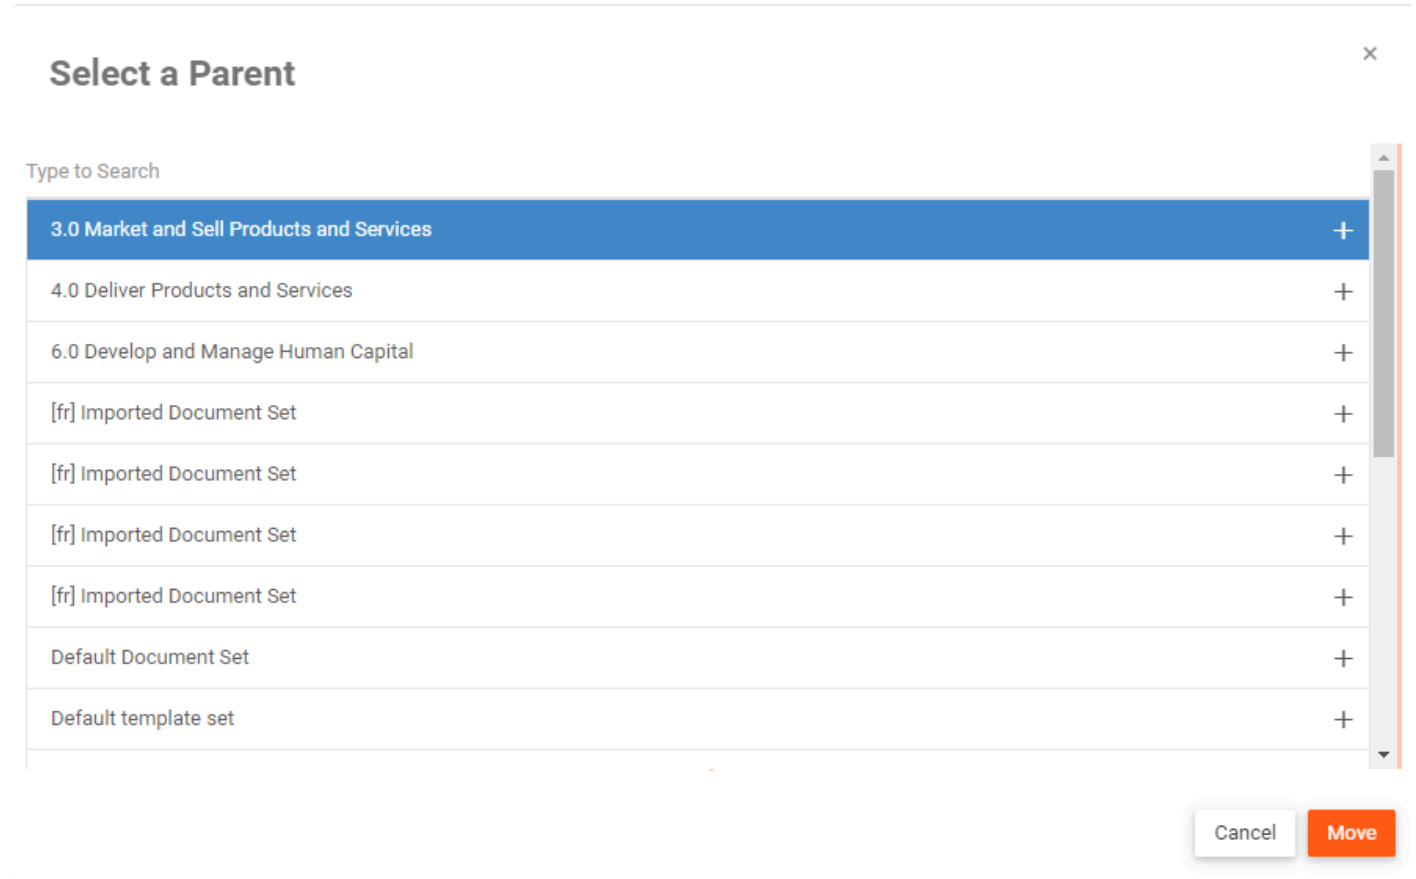 Select a Parent
×
Type to Search
3.0 Market and Sell Products and Services
4.0 Deliver Products and Services
6.0 Develop and Manage Human Capital
[fr] Imported Document Set
[fr] Imported Document Set
[fr] Imported Document Set
[fr] Imported Document Set
Default Document Set
Default template set
Cancel
Move